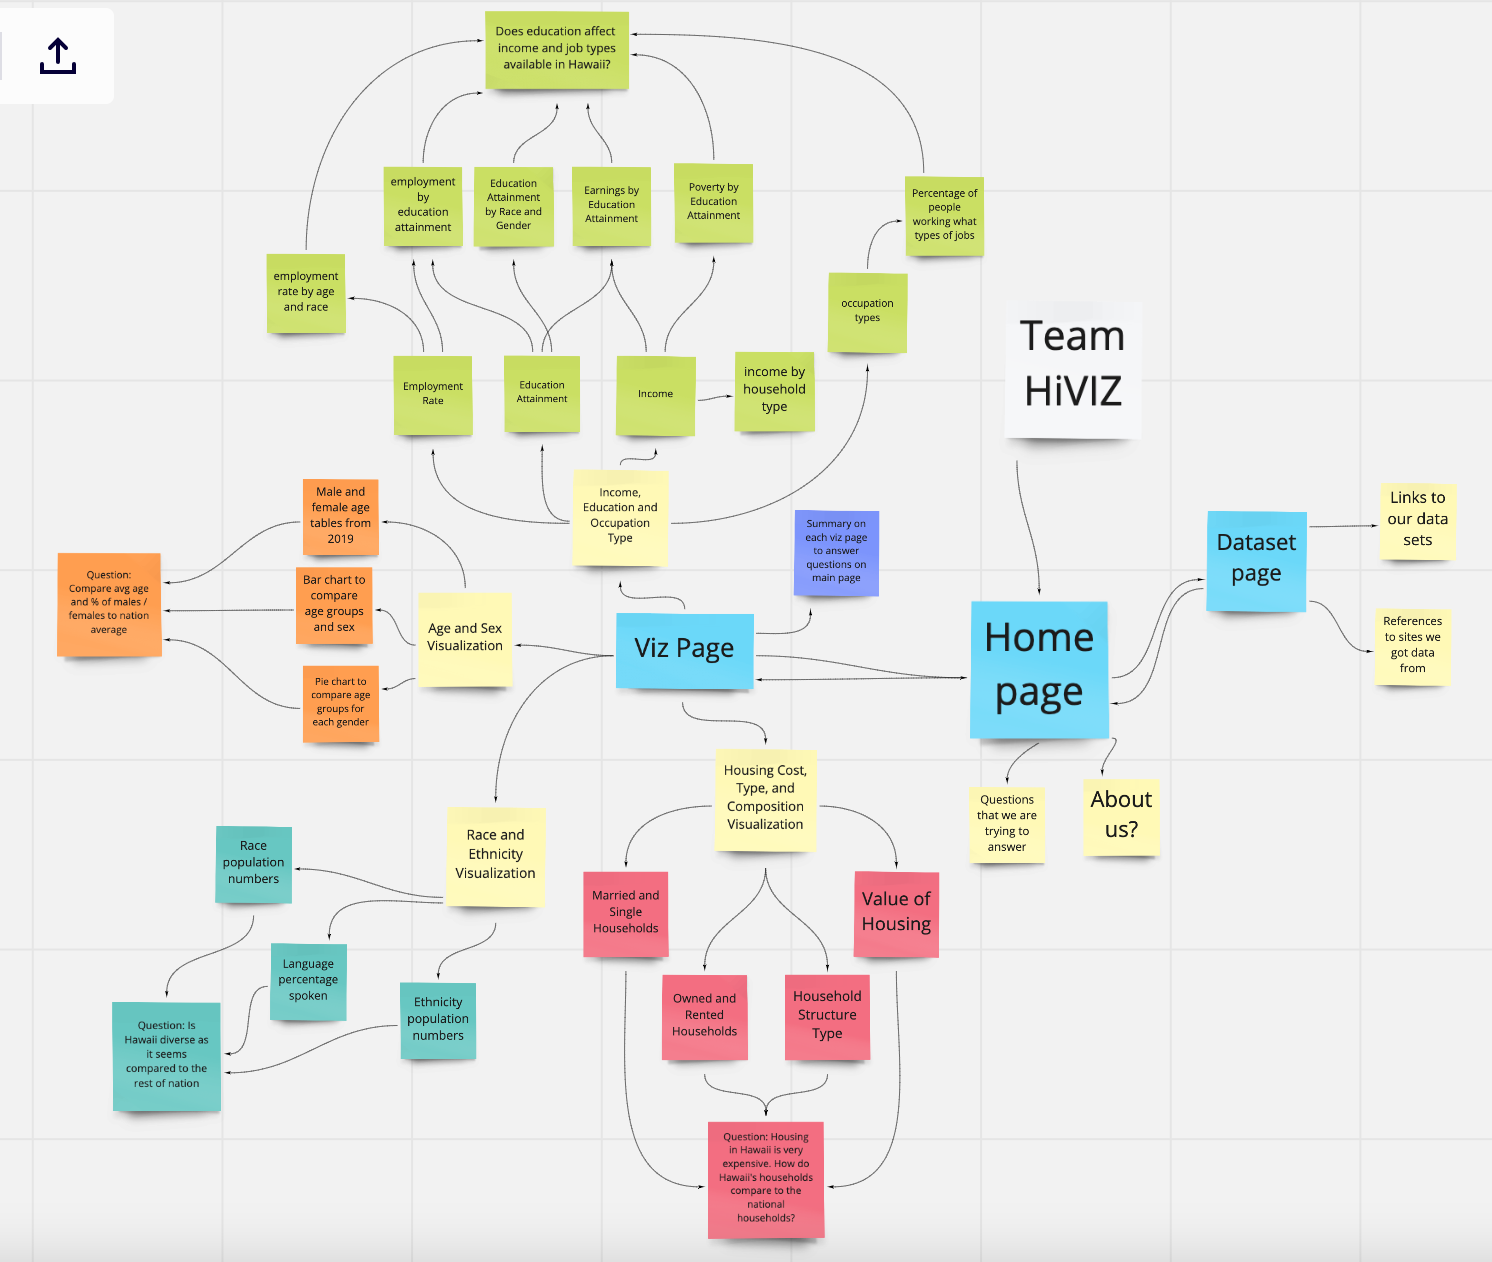 Does education affect
income and job types
available in Hawaii?
employment
by
education
attainment
Education
Attainment
by Race and
Gender
Earnings by
Education
Attainment
Poverty by
Education
Attainment
Percentage of
people
working what
types of jobs
employment
rate by age
and race
occupation
types
Team
HiVIZ
Employment
Rate
Education
Attainment
Income
income by
household
type
Income,
Education and
Occupation
Type
Male and
female age
tables from
2019
Summary on
each viz page
to answer
questions on
main page
Links to
our data
sets
Dataset
page
Question:
Compare avg age
and % of males /
females to nation
average
Bar chart to
compare
age groups
and sex
Age and Sex
Visualization
Viz Page
Home
page
References
to sites we
got data
from
Pie chart to
compare age
groups for
each gender
Housing Cost,
Type, and
Composition
Visualization
Questions
that we are
trying to
answer
About
us?
Race and
Ethnicity
Visualization
Race
population
numbers
Married and
Single
Households
Value of
Housing
Language
percentage
spoken
Ethnicity
population
numbers
Owned and
Rented
Households
Household
Structure
Type
Question: Is
Hawaii diverse as
it seems
compared to the
rest of nation
Question: Housing
in Hawaii is very
expensive. How do
Hawaii's households
compare to the
national
households?